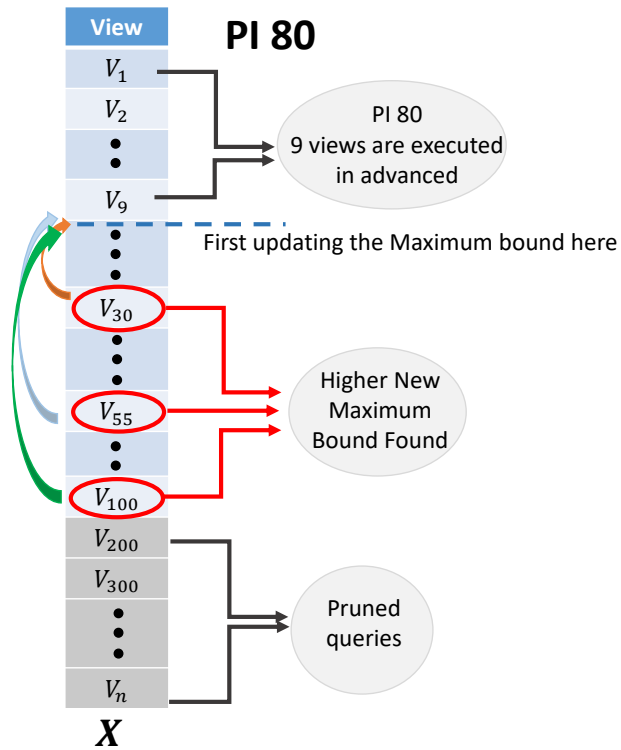 View
PI 80
V₁
V₂
V₉
PI 80
9 views are executed
in advanced
First updating the Maximum bound here
V₃₀
V₅₅
V₁₀₀
Higher New
Maximum
Bound Found
V₂₀₀
V₃₀₀
Vₙ
Pruned
queries
X